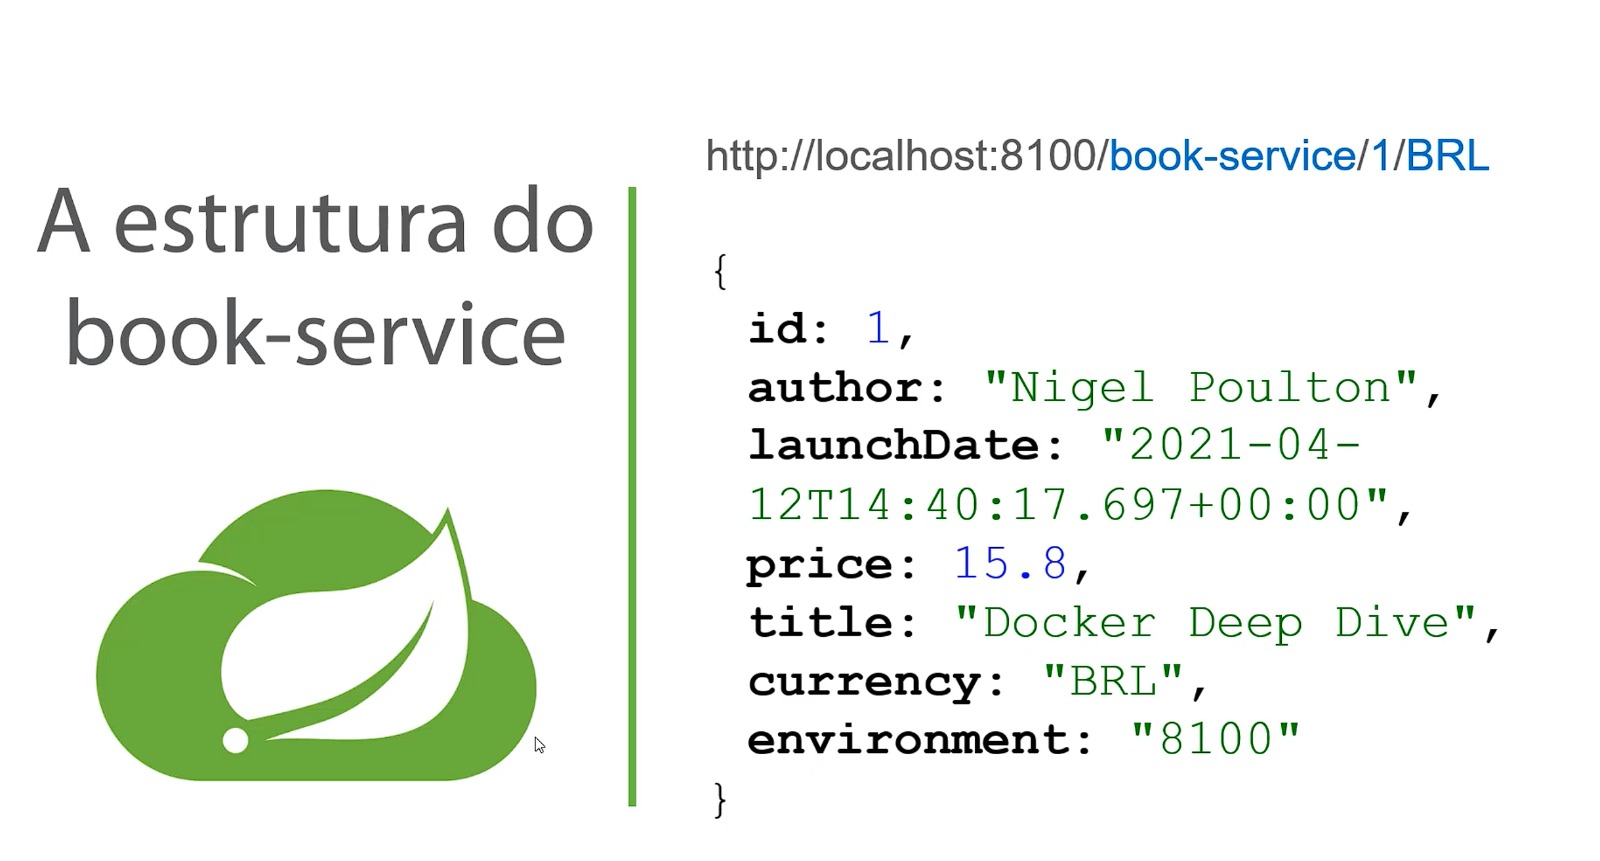 A estrutura do
book-service
http://localhost:8100/book-service/1/BRL
{
id: 1,
author: "Nigel Poulton",
launchDate: "2021-04-
12T14:40:17.697+00:00",
price: 15.8,
title: "Docker Deep Dive",
currency: "BRL",
environment: "8100"
}